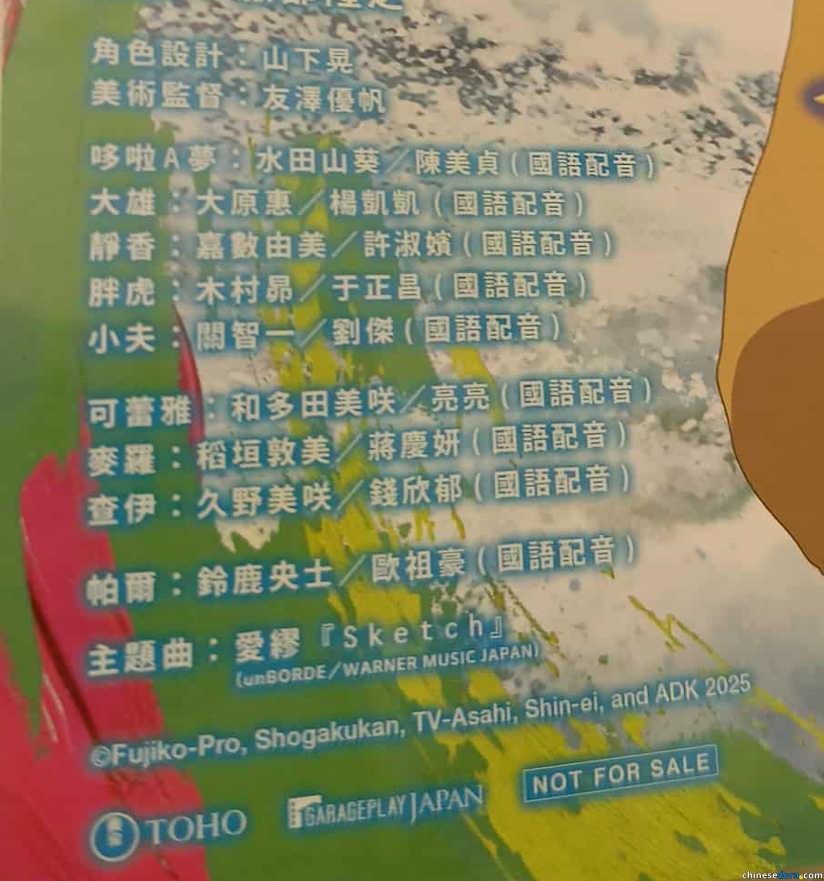 角色設計：山下晃
美術監督：友澤優帆
哆啦A夢：水田山葵／陳美貞(國語配音)
大雄：大原惠／楊凱凱(國語配音)
靜香：嘉數由美／許淑嬪(國語配音)
胖虎：木村昴／于正昌(國語配音)
小夫：關智一／劉傑(國語配音)
可蕾雅：和多田美咲／亮亮(國語配音)
麥羅：稻垣敦美／蔣慶妍(國語配音)
查伊：久野美咲／錢欣郁(國語配音)
帕爾：鈴鹿央士／歐祖豪(國語配音)
主題曲：愛繆『Sketch』
(unBORDE／WARNER MUSIC JAPAN)
©Fujiko-Pro, Shogakukan, TV-Asahi, Shin-ei, and ADK 2025
TOHO GARAGEPLAY JAPAN NOT FOR SALE
chinesedora.com